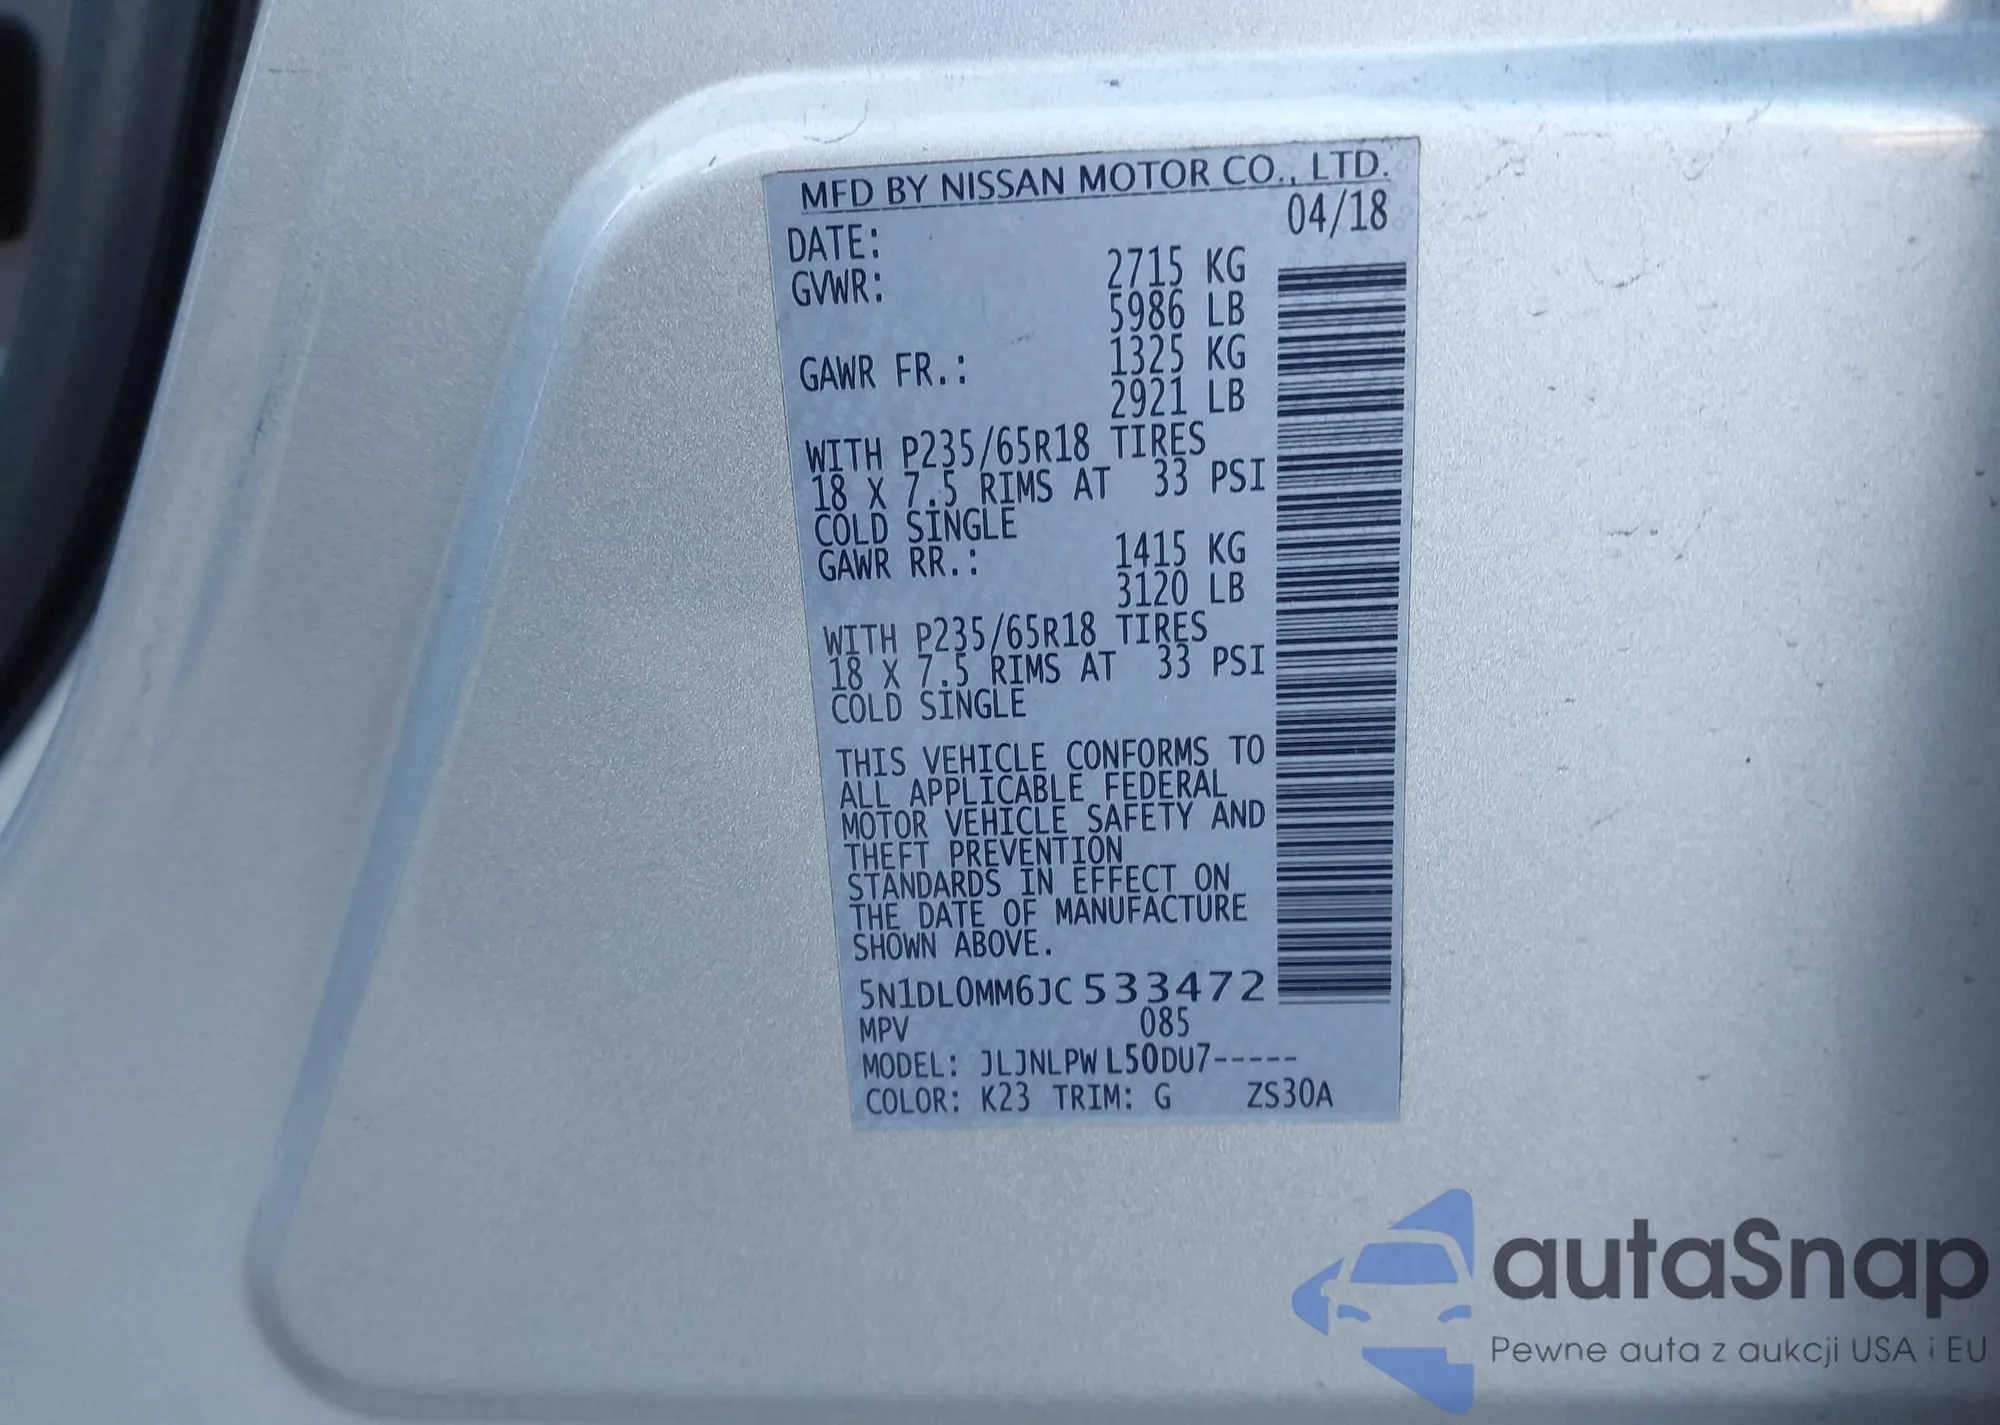 MFD BY NISSAN MOTOR CO., LTD.
DATE: 04/18
GVWR: 2715 KG
5986 LB
GAWR FR.: 1325 KG
2921 LB
WITH P235/65R18 TIRES
18 X 7.5 RIMS AT 33 PSI
COLD SINGLE
GAWR RR.: 1415 KG
3120 LB
WITH P235/65R18 TIRES
18 X 7.5 RIMS AT 33 PSI
COLD SINGLE
THIS VEHICLE CONFORMS TO
ALL APPLICABLE FEDERAL
MOTOR VEHICLE SAFETY AND
THEFT PREVENTION
STANDARDS IN EFFECT ON
THE DATE OF MANUFACTURE
SHOWN ABOVE.
5N1DL0MM6JC533472
MPV 085
MODEL: JLJNLPWL50DU7-----
COLOR: K23 TRIM: G ZS30A
autaSnap
Pewne auta z aukcji USA i EU